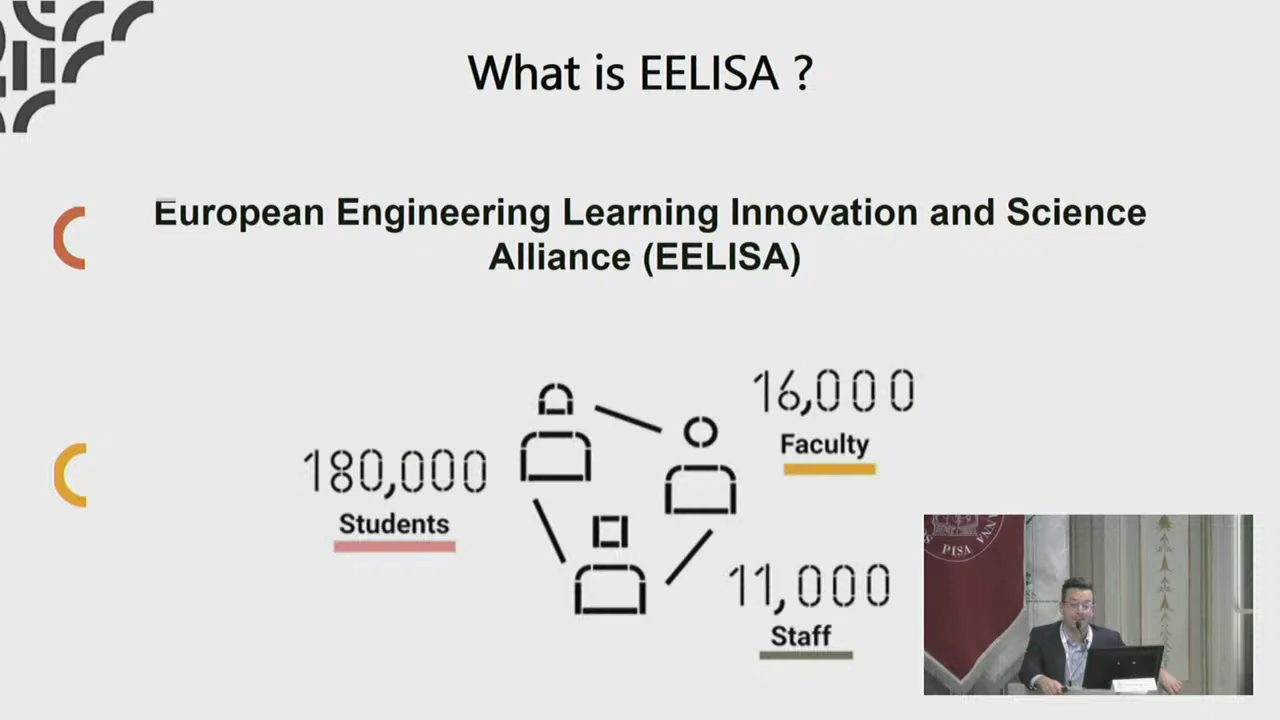 What is EELISA ?
European Engineering Learning Innovation and Science
Alliance (EELISA)
180,000
Students
16,000
Faculty
11,000
Staff
PISA